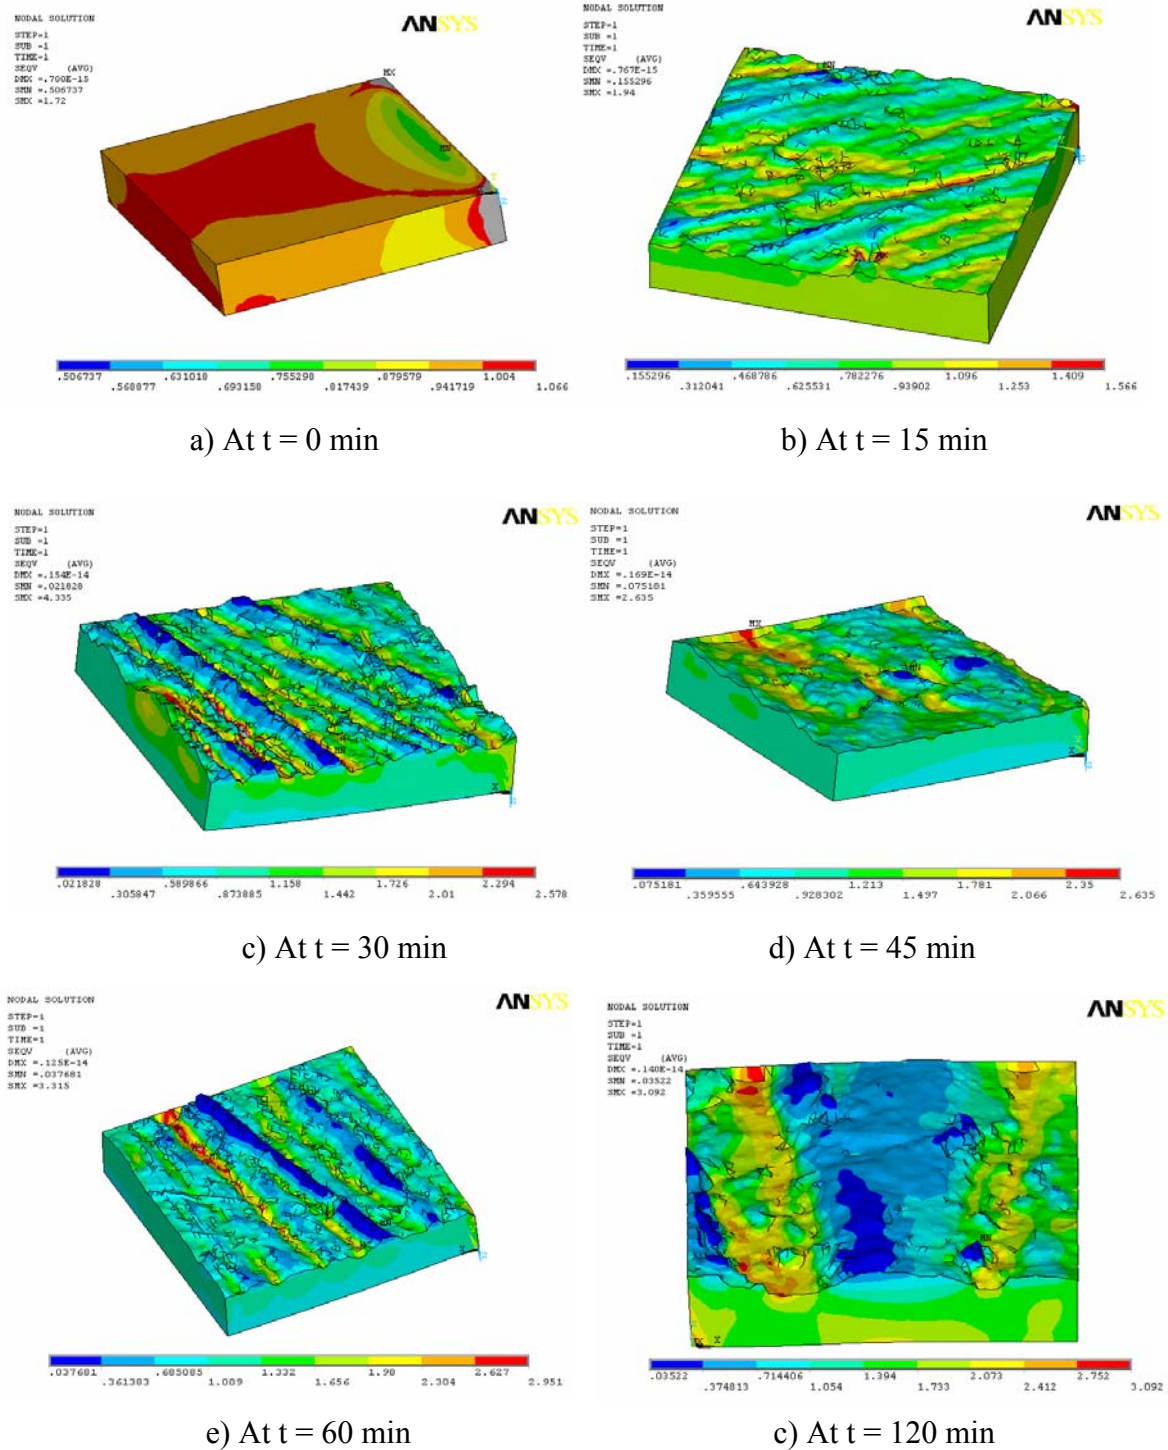 NODAL SOLUTION
STEP=1
SUB =1
TIME=1
SEQV (AVG)
DMX =.700E-15
SMN =.506737
SMX =1.72
ANSYS
MX
MN
.506737 .631018 .755298 .879579 1.004
.568877 .693158 .817439 .941719 1.066
a) At t = 0 min
NODAL SOLUTION
STEP=1
SUB =1
TIME=1
SEQV (AVG)
DMX =.767E-15
SMN =.155296
SMX =1.94
ANSYS
MN
.155296 .468786 .782276 1.096 1.409
.312041 .625531 .93902 1.253 1.566
b) At t = 15 min
NODAL SOLUTION
STEP=1
SUB =1
TIME=1
SEQV (AVG)
DMX =.154E-14
SMN =.021828
SMX =4.335
ANSYS
MN
X
.021828 .589866 1.158 1.726 2.294
.305847 .873885 1.442 2.01 2.578
c) At t = 30 min
NODAL SOLUTION
STEP=1
SUB =1
TIME=1
SEQV (AVG)
DMX =.169E-14
SMN =.075181
SMX =2.635
ANSYS
MX
MN
X
.075181 .643928 1.213 1.781 2.35
.359555 .928302 1.497 2.066 2.635
d) At t = 45 min
NODAL SOLUTION
STEP=1
SUB =1
TIME=1
SEQV (AVG)
DMX =.125E-14
SMN =.037681
SMX =3.315
ANSYS
MN
X
.037681 .685085 1.332 1.98 2.627
.361383 1.009 1.656 2.304 2.951
e) At t = 60 min
NODAL SOLUTION
STEP=1
SUB =1
TIME=1
SEQV (AVG)
DMX =.140E-14
SMN =.03522
SMX =3.092
ANSYS
MN
X
.03522 .714406 1.394 2.073 2.752
.374813 1.054 1.733 2.412 3.092
c) At t = 120 min